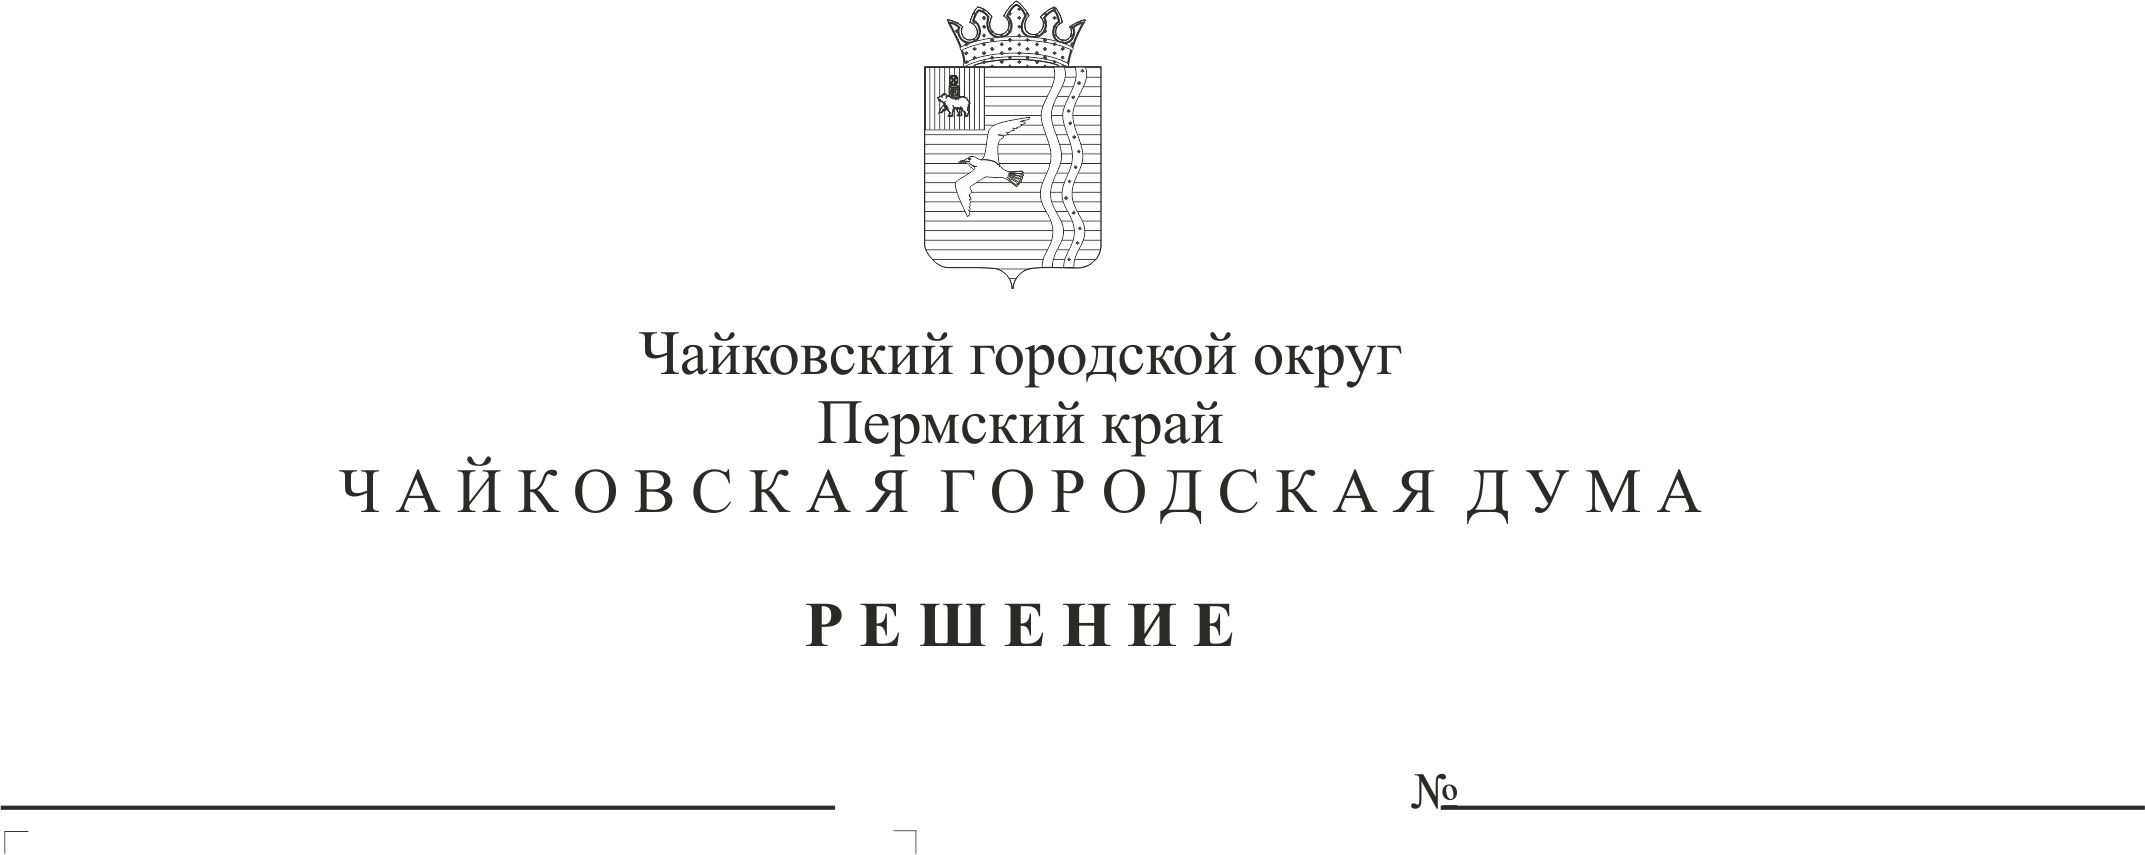 Чайковский городской округ
Пермский край
ЧАЙКОВСКАЯ ГОРОДСКАЯ ДУМА
РЕШЕНИЕ
№